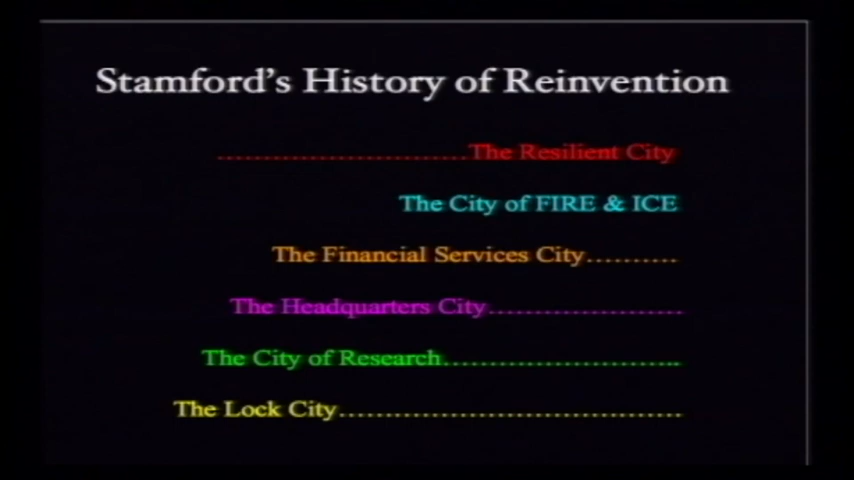 Stamford's History of Reinvention
...........................The Resilient City
The City of FIRE & ICE
The Financial Services City..........
The Headquarters City.....................
The City of Research..........................
The Lock City.....................................